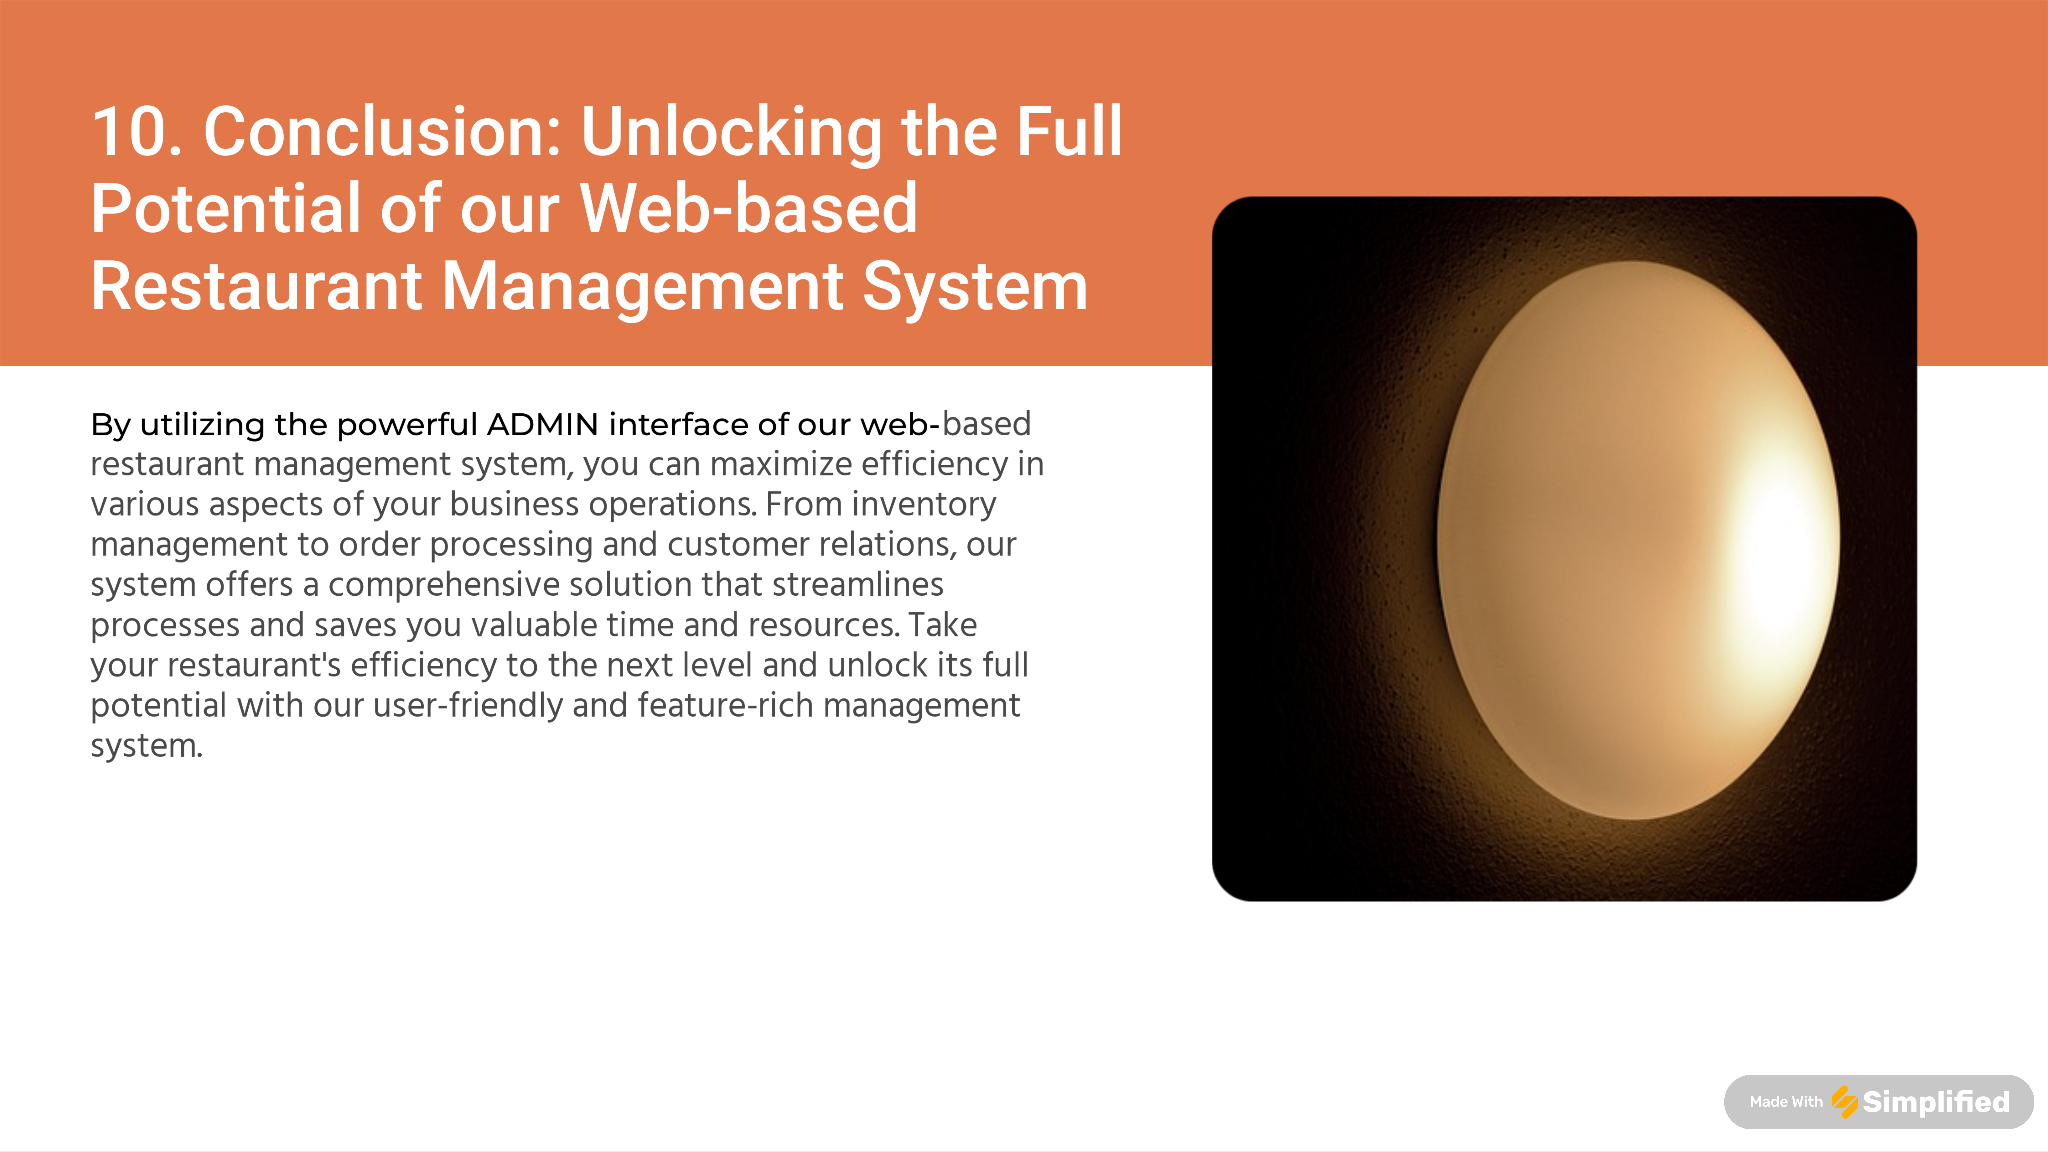 10. Conclusion: Unlocking the Full
Potential of our Web-based
Restaurant Management System
By utilizing the powerful ADMIN interface of our web-based
restaurant management system, you can maximize efficiency in
various aspects of your business operations. From inventory
management to order processing and customer relations, our
system offers a comprehensive solution that streamlines
processes and saves you valuable time and resources. Take
your restaurant's efficiency to the next level and unlock its full
potential with our user-friendly and feature-rich management
system.
Made With Simplified